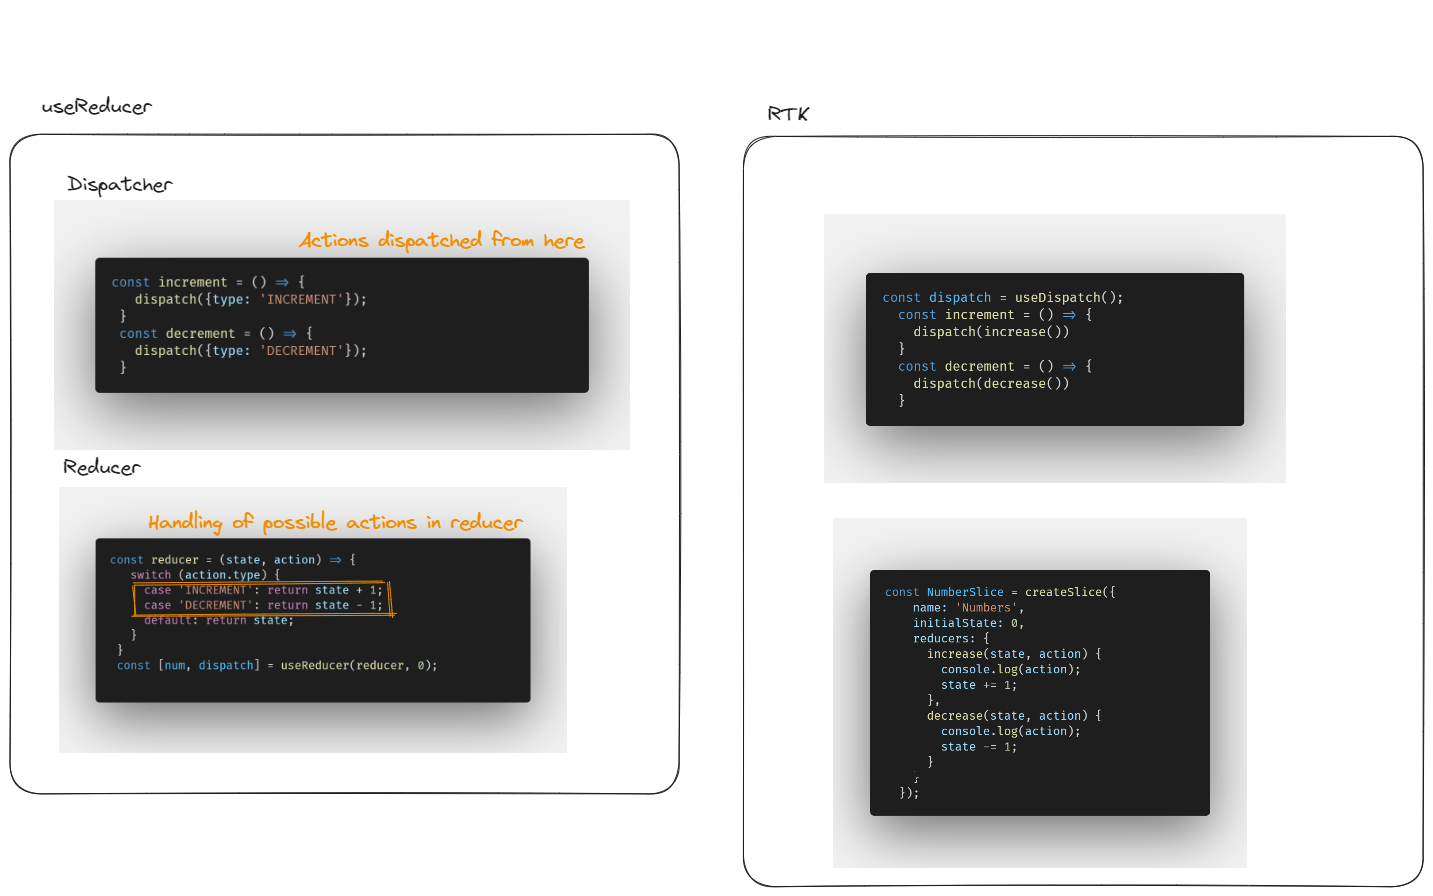 useReducer
Dispatcher
Actions dispatched from here
const increment = () => {
dispatch({type: 'INCREMENT'});
}
const decrement = () => {
dispatch({type: 'DECREMENT'});
}
Reducer
Handling of possible actions in reducer
const reducer = (state, action) => {
switch (action.type) {
case 'INCREMENT': return state + 1;
case 'DECREMENT': return state - 1;
default: return state;
}
}
const [num, dispatch] = useReducer(reducer, 0);
RTK
const dispatch = useDispatch();
const increment = () => {
dispatch(increase())
}
const decrement = () => {
dispatch(decrease())
}
const NumberSlice = createSlice({
name: 'Numbers',
initialState: 0,
reducers: {
increase(state, action) {
console.log(action);
state += 1;
},
decrease(state, action) {
console.log(action);
state -= 1;
}
});